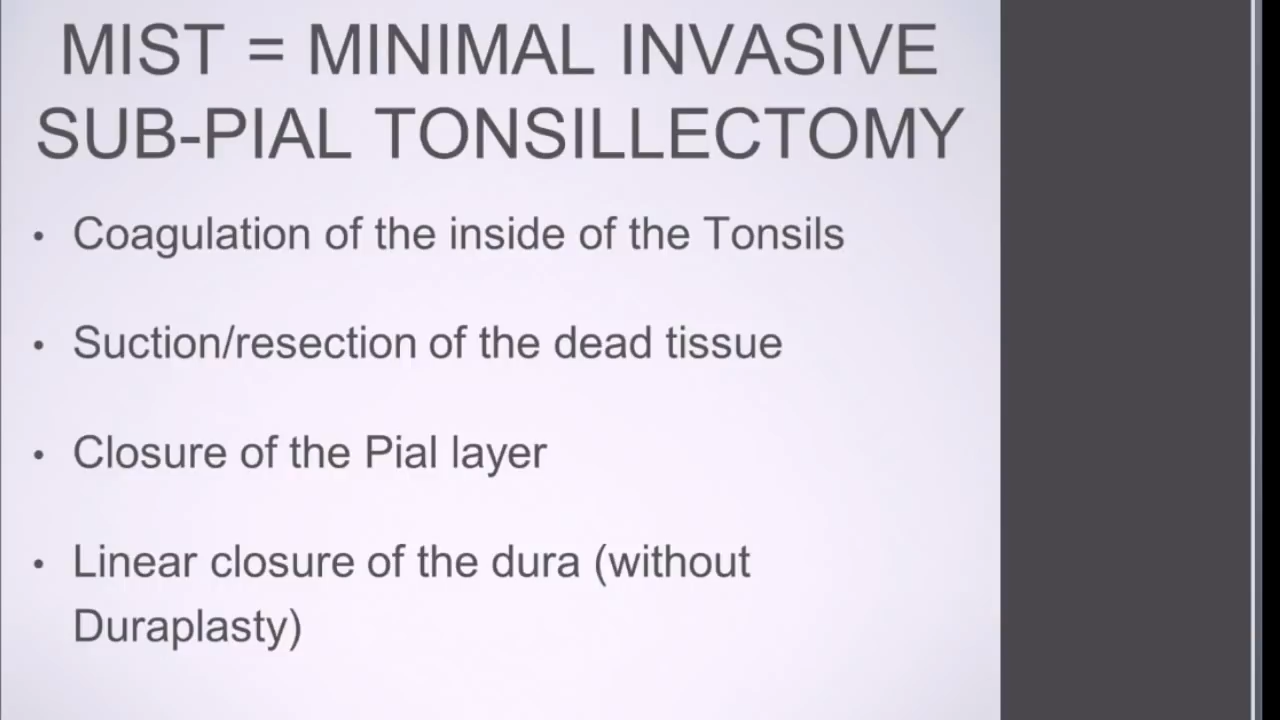 MIST = MINIMAL INVASIVE
SUB-PIAL TONSILLECTOMY
• Coagulation of the inside of the Tonsils
• Suction/resection of the dead tissue
• Closure of the Pial layer
• Linear closure of the dura (without
Duraplasty)